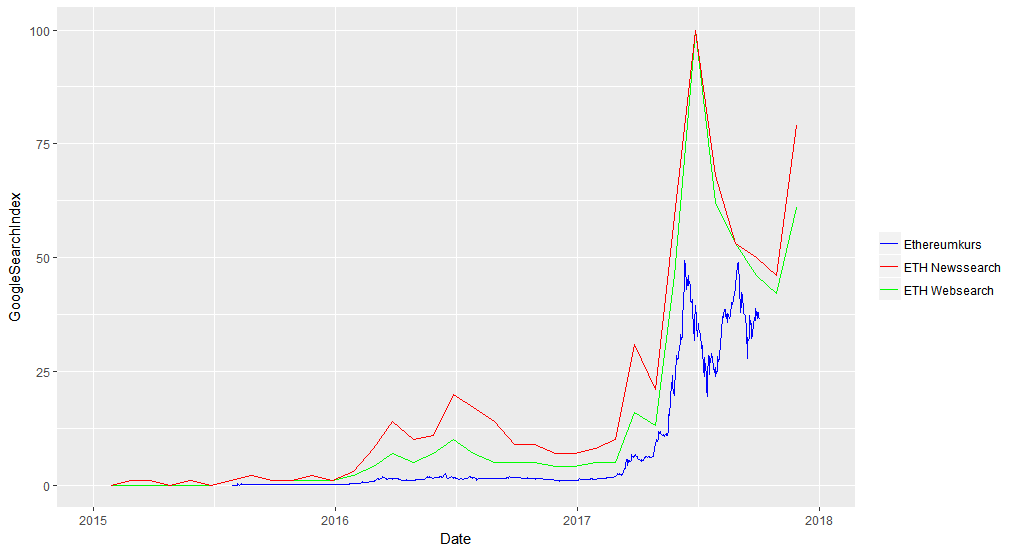 100
75
50
25
0
GoogleSearchIndex
2015 2016 2017 2018
Date
Ethereumkurs
ETH Newssearch
ETH Websearch